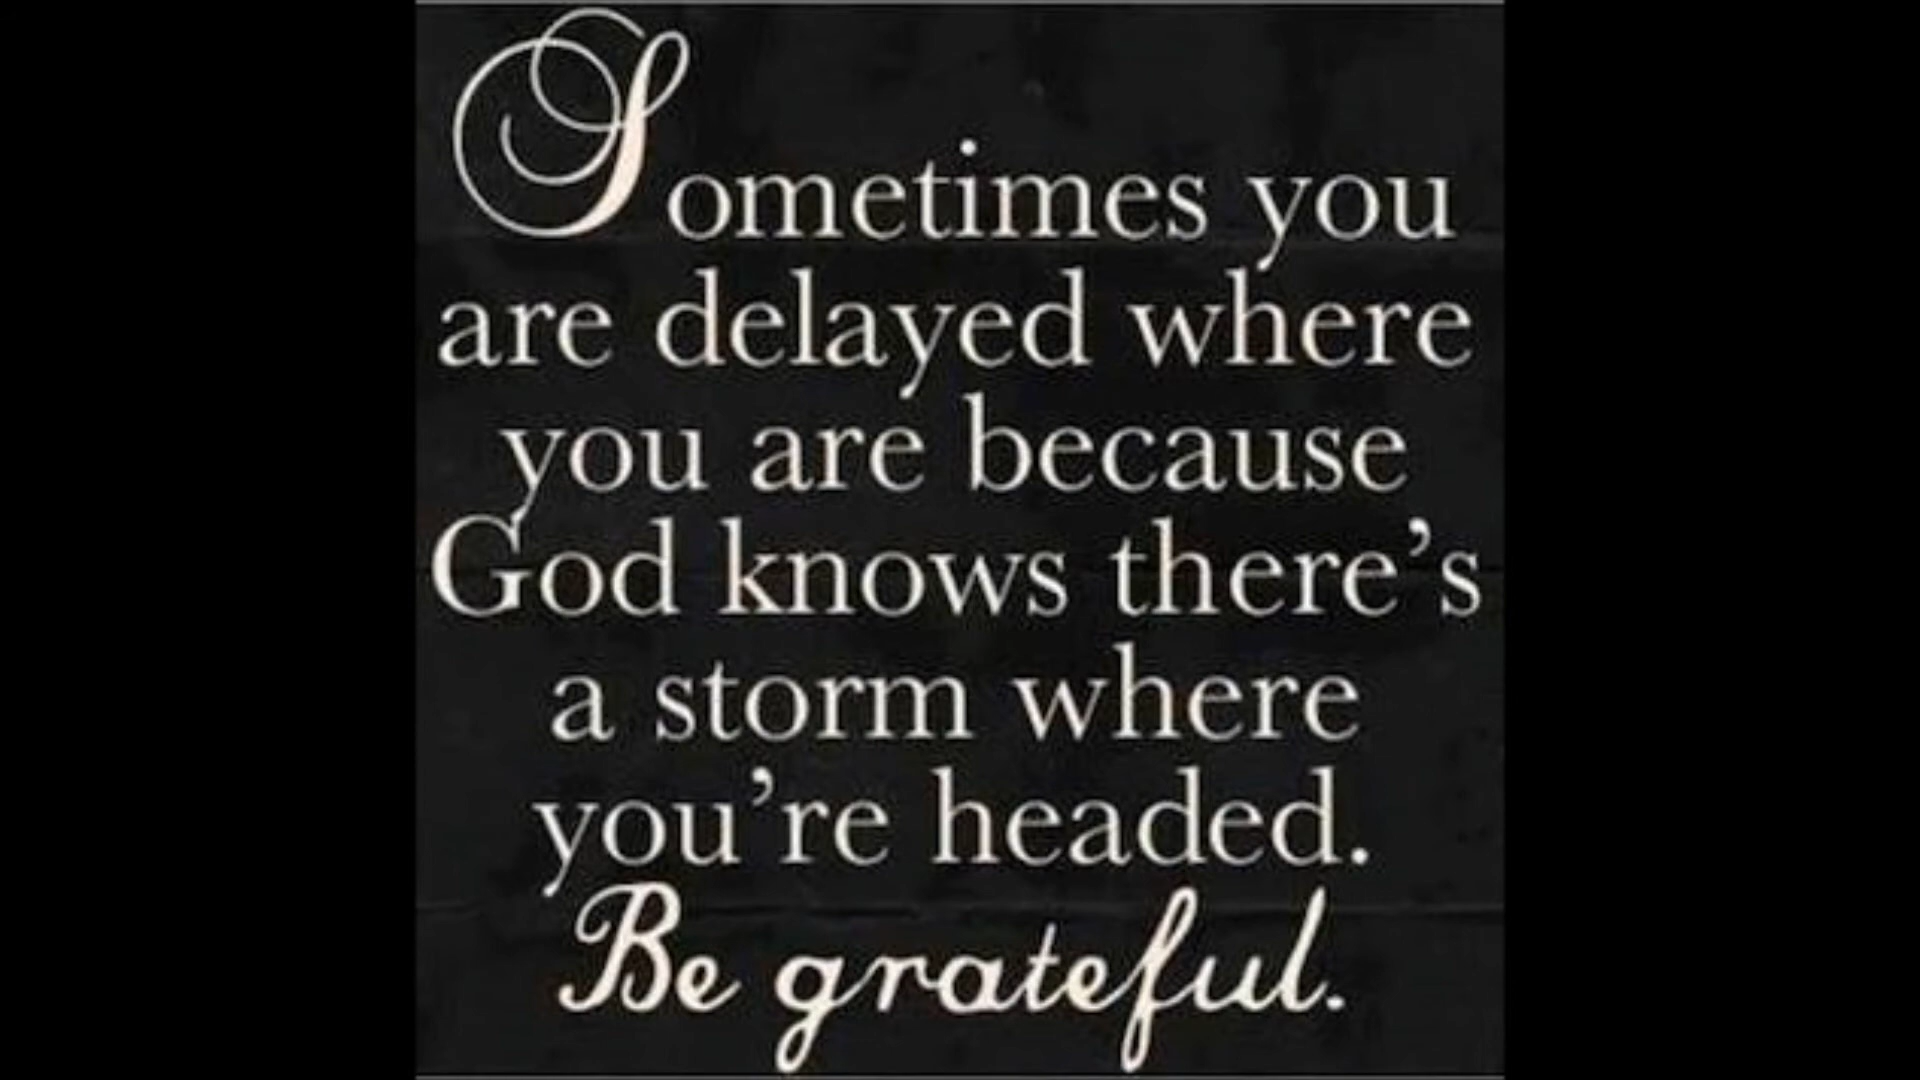 Sometimes you
are delayed where
you are because
God knows there’s
a storm where
you’re headed.
Be grateful.